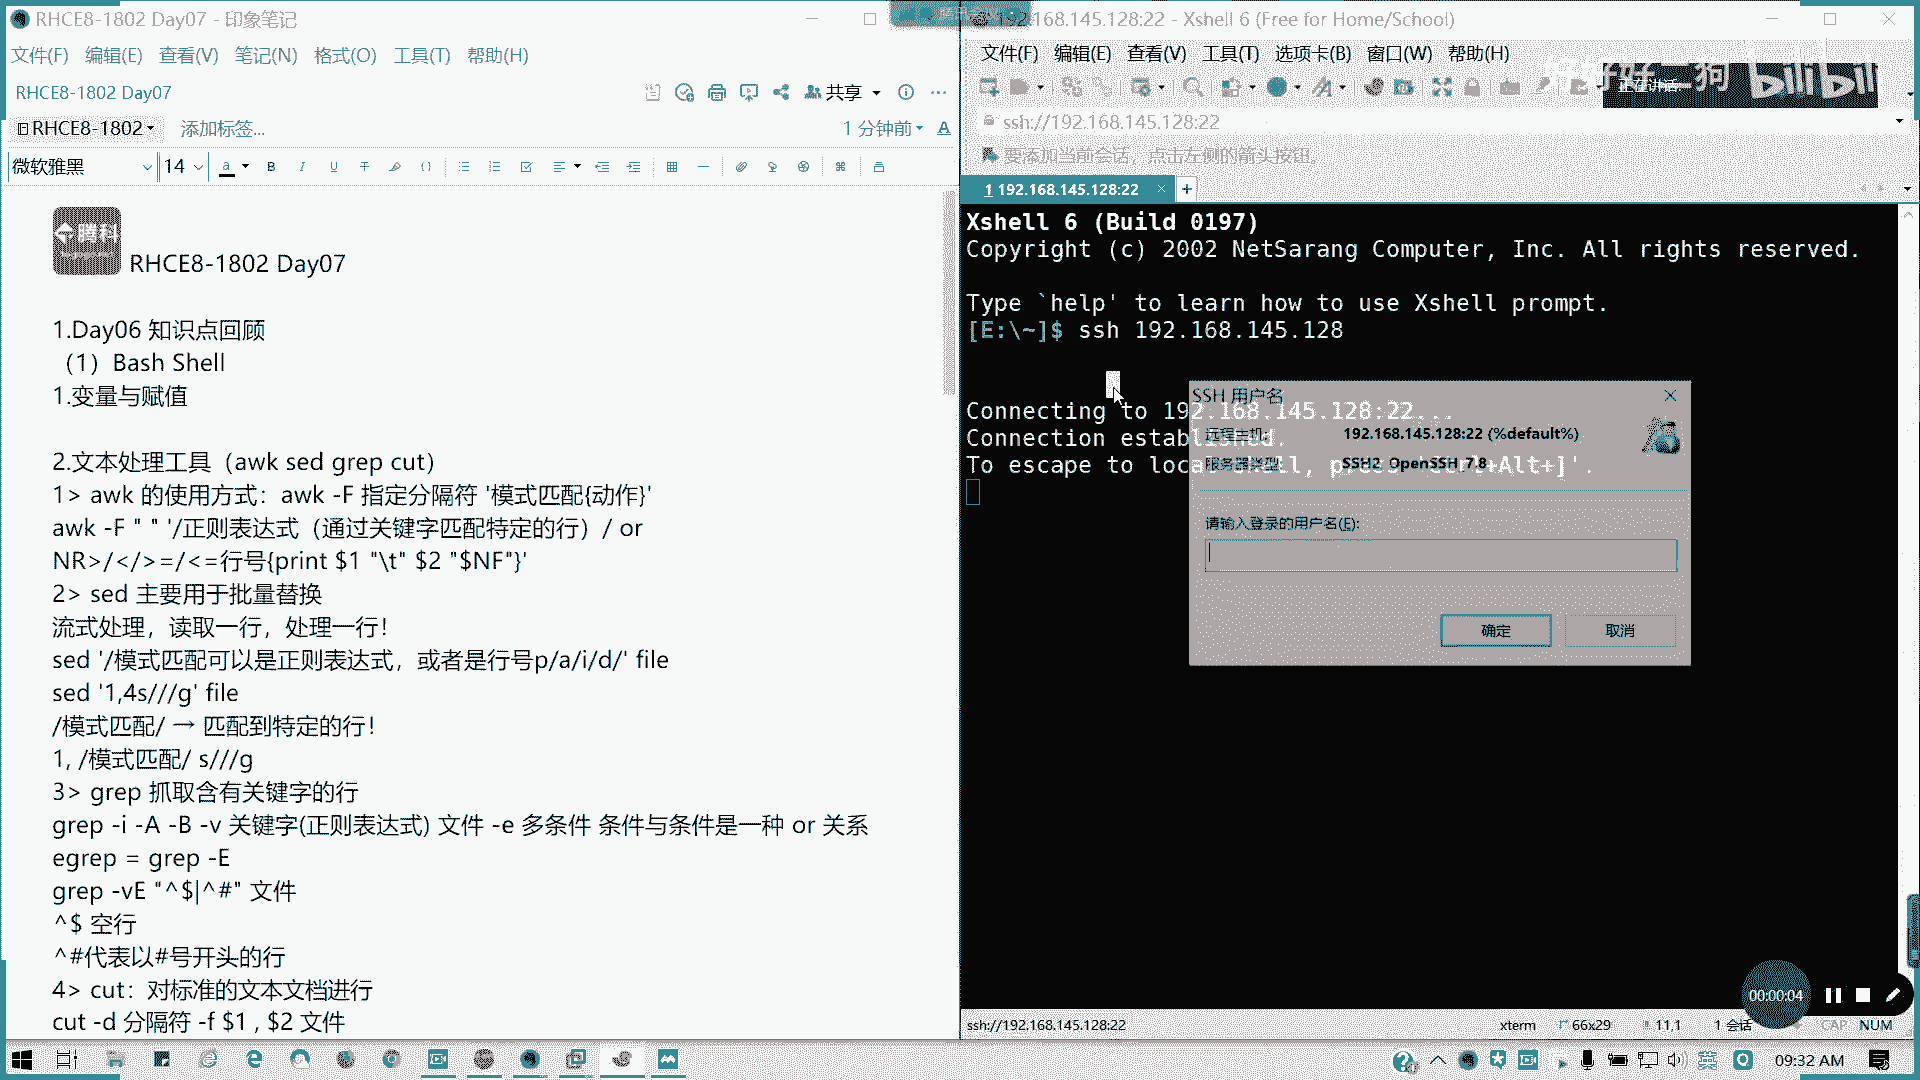 RHCE8-1802 Day07 - 印象笔记
文件(F) 编辑(E) 查看(V) 笔记(N) 格式(O) 工具(T) 帮助(H)
RHCE8-1802 Day07
共享
RHCE8-1802
添加标签...
1 分钟前
微软雅黑 14
腾科
RHCE8-1802 Day07
1.Day06 知识点回顾
（1）Bash Shell
1.变量与赋值
2.文本处理工具（awk sed grep cut）
1> awk 的使用方式：awk -F 指定分隔符 '模式匹配{动作}'
awk -F " " '/正则表达式（通过关键字匹配特定的行）/ or
NR>/</>=/<=行号{print $1 "\t" $2 "$NF"}'
2> sed 主要用于批量替换
流式处理，读取一行，处理一行！
sed '/模式匹配可以是正则表达式，或者是行号p/a/i/d/' file
sed '1,4s///g' file
/模式匹配/ → 匹配到特定的行！
1, /模式匹配/ s///g
3> grep 抓取含有关键字的行
grep -i -A -B -v 关键字(正则表达式) 文件 -e 多条件 条件与条件是一种 or 关系
egrep = grep -E
grep -vE "^$|^#" 文件
^$ 空行
^#代表以#号开头的行
4> cut：对标准的文本文档进行
cut -d 分隔符 -f $1 , $2 文件
192.168.145.128:22 - Xshell 6 (Free for Home/School)
文件(F) 编辑(E) 查看(V) 工具(T) 选项卡(B) 窗口(W) 帮助(H)
bilibili
ssh://192.168.145.128:22
要添加当前会话，点击左侧的箭头按钮。
1 192.168.145.128:22
Xshell 6 (Build 0197)
Copyright (c) 2002 NetSarang Computer, Inc. All rights reserved.
Type `help' to learn how to use Xshell prompt.
[E:\~]$ ssh 192.168.145.128
Connecting to 192.168.145.128:22...
Connection established.
To escape to local shell, press 'Ctrl+Alt+]'.
SSH 用户名
远程主机: 192.168.145.128:22 (%default%)
服务器类型: SSH2, OpenSSH_7.8
请输入登录的用户名(E):
确定 取消
00:00:04
ssh://192.168.145.128:22 xterm 66x29 11,1 1 会话 CAP NUM
英
09:32 AM